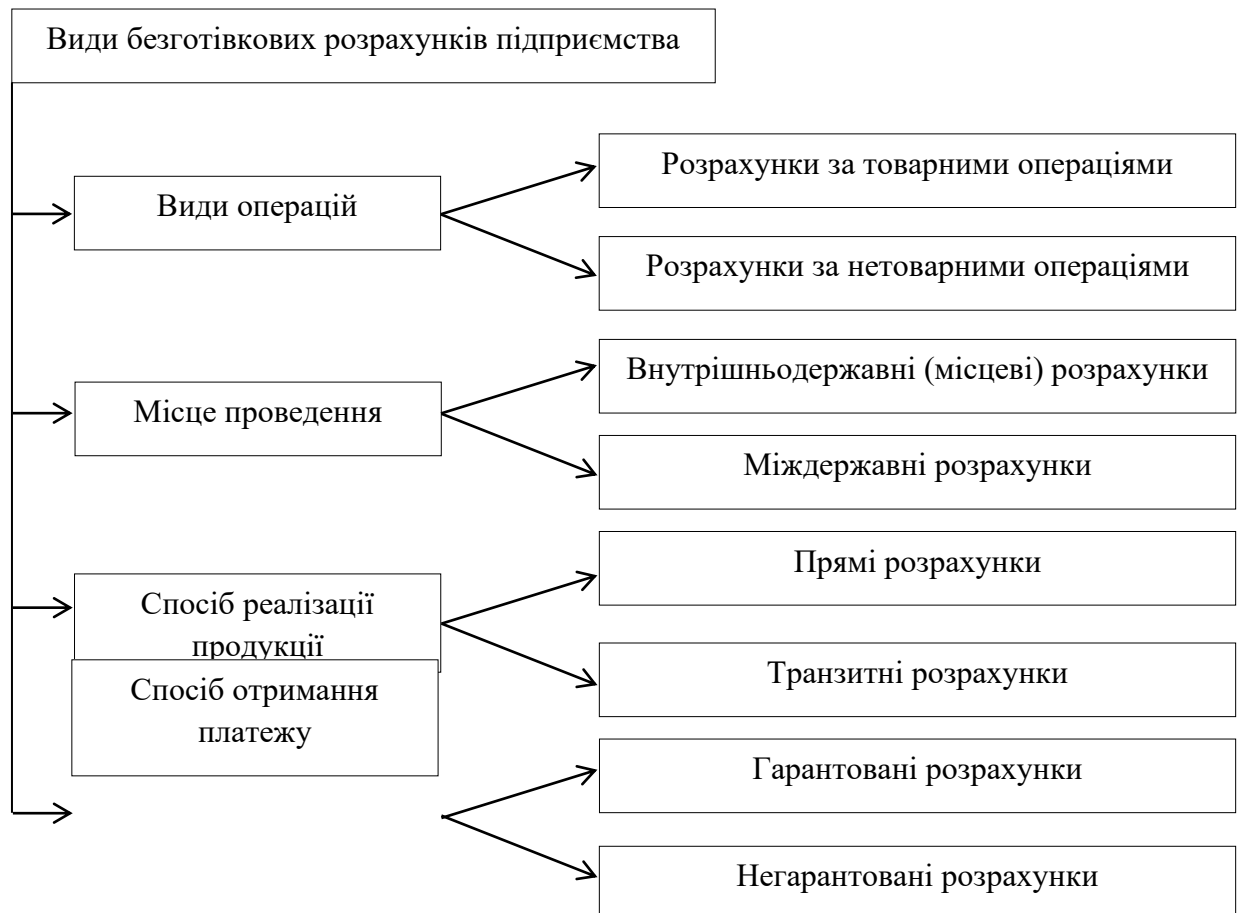 Види безготівкових розрахунків підприємства
Види операцій
Розрахунки за товарними операціями
Розрахунки за нетоварними операціями
Місце проведення
Внутрішньодержавні (місцеві) розрахунки
Міждержавні розрахунки
Спосіб реалізації
продукції
Прямі розрахунки
Транзитні розрахунки
Спосіб отримання
платежу
Гарантовані розрахунки
Негарантовані розрахунки